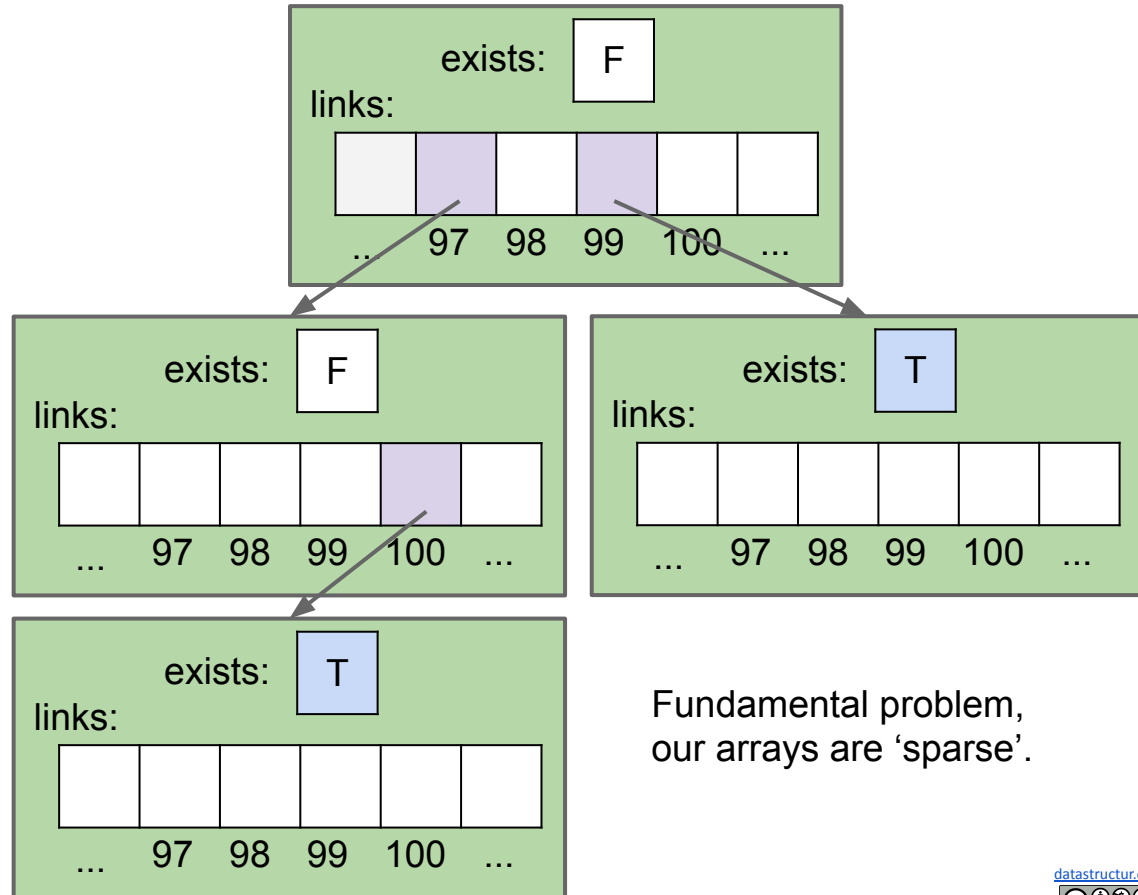 exists: F
links:
... 97 98 99 100 ...
exists: F
links:
... 97 98 99 100 ...
exists: T
links:
... 97 98 99 100 ...
exists: T
links:
... 97 98 99 100 ...
Fundamental problem,
our arrays are ‘sparse’.
datastructur.